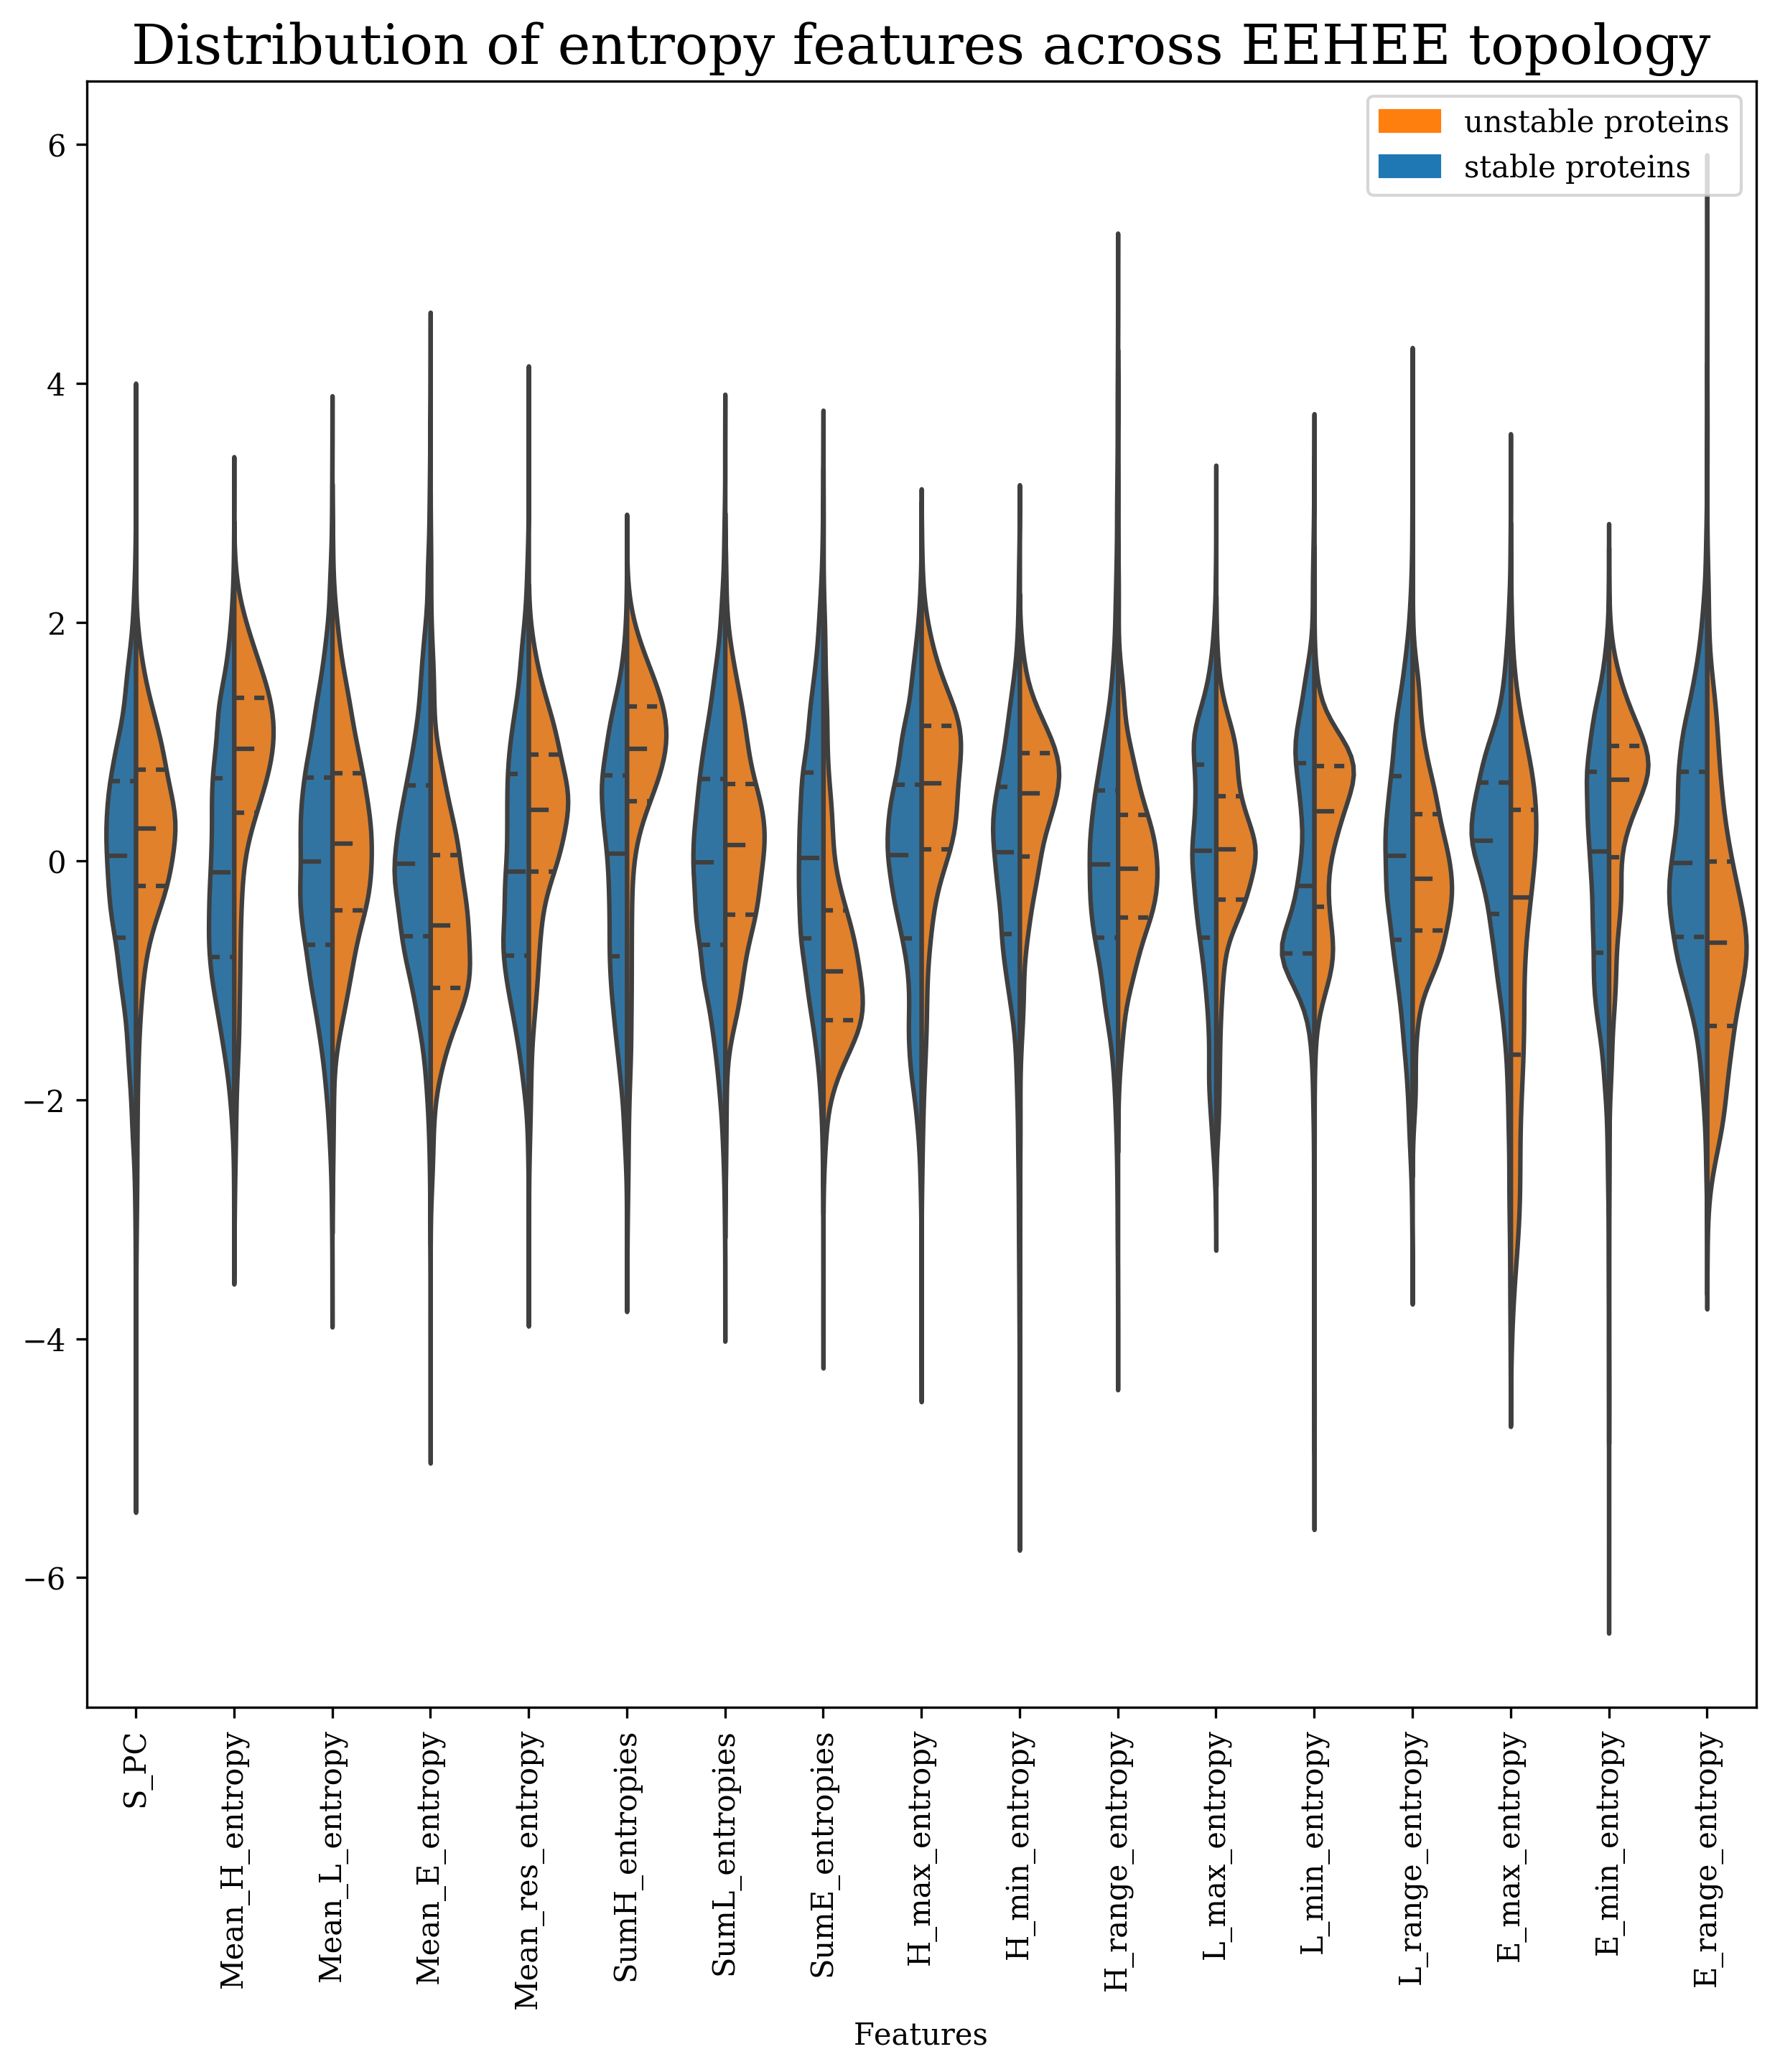 Distribution of entropy features across EEHEE topology
unstable proteins
stable proteins
6
4
2
0
−2
−4
−6
S_PC
Mean_H_entropy
Mean_L_entropy
Mean_E_entropy
Mean_res_entropy
SumH_entropies
SumL_entropies
SumE_entropies
H_max_entropy
H_min_entropy
H_range_entropy
L_max_entropy
L_min_entropy
L_range_entropy
E_max_entropy
E_min_entropy
E_range_entropy
Features